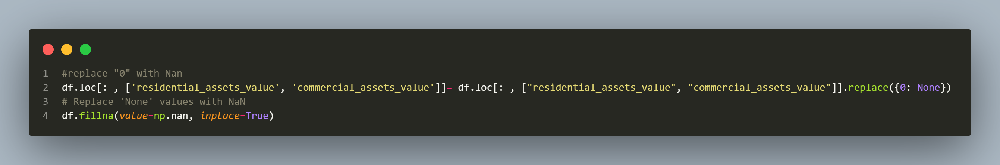 1 #replace "0" with Nan
2 df.loc[: , ['residential_assets_value', 'commercial_assets_value']]= df.loc[: , ["residential_assets_value", "commercial_assets_value"]].replace({0: None})
3 # Replace 'None' values with NaN
4 df.fillna(value=np.nan, inplace=True)